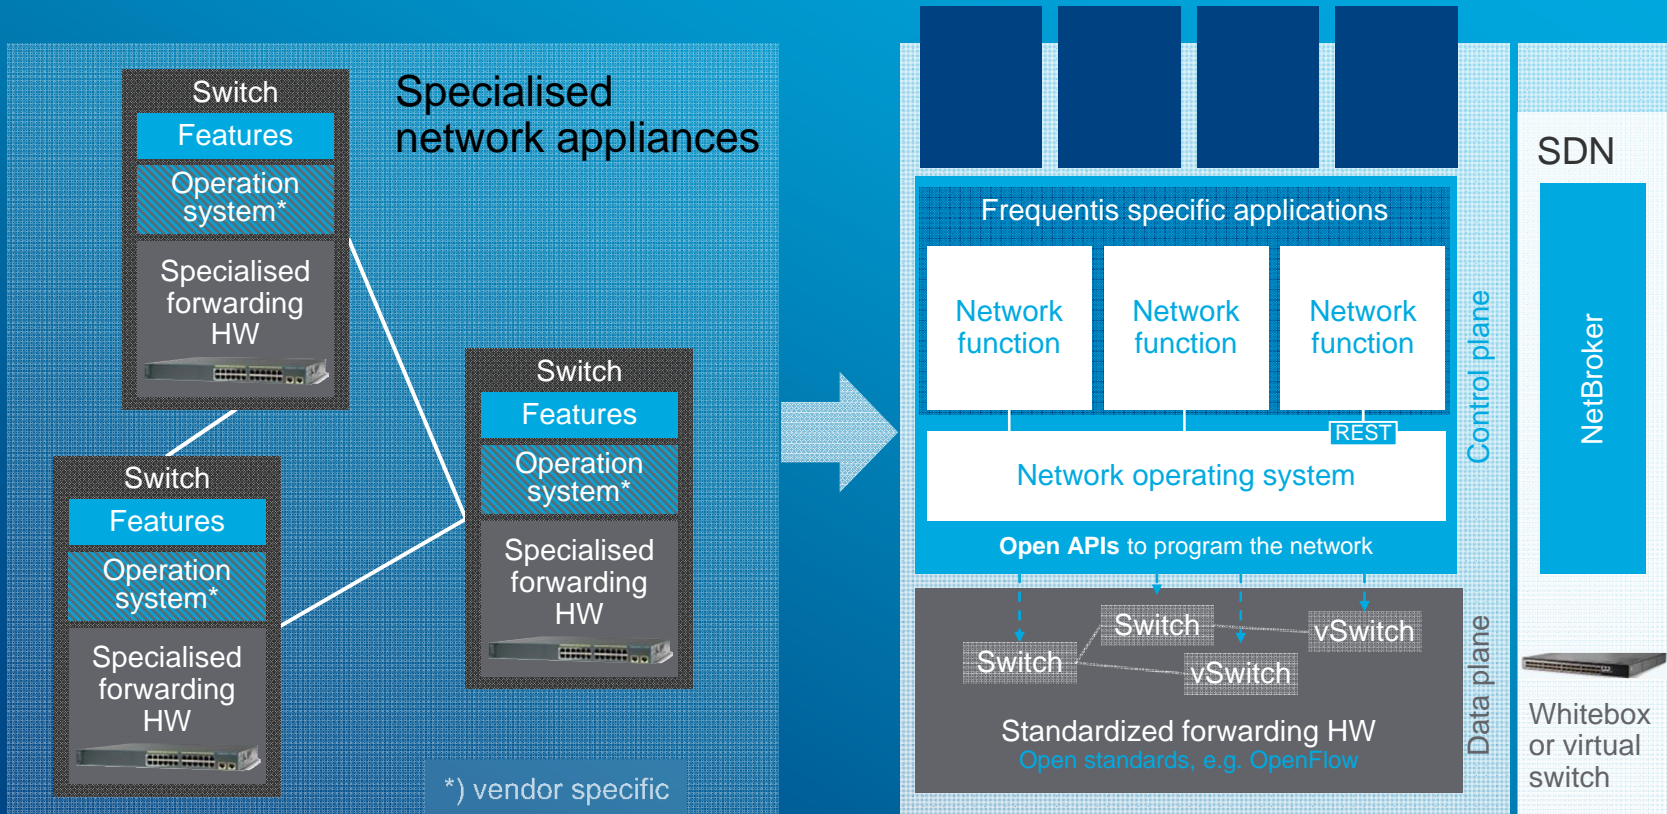 Specialised
network appliances
Switch
Features
Operation
system*
Specialised
forwarding
HW
Switch
Features
Operation
system*
Specialised
forwarding
HW
Switch
Features
Operation
system*
Specialised
forwarding
HW
*) vendor specific
Frequentis specific applications
Network
function
Network
function
Network
function
REST
Network operating system
Open APIs to program the network
Control plane
Switch
Switch
vSwitch
vSwitch
Standardized forwarding HW
Open standards, e.g. OpenFlow
Data plane
SDN
NetBroker
Whitebox
or virtual
switch